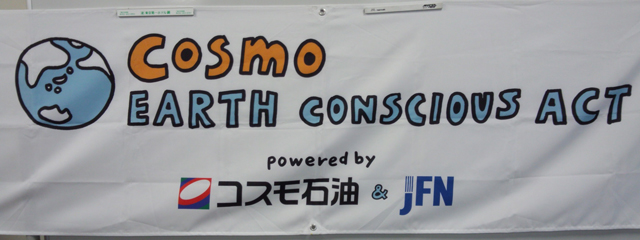 Cosmo
EARTH CONSCIOUS ACT
powered by
コスモ石油 & JFN